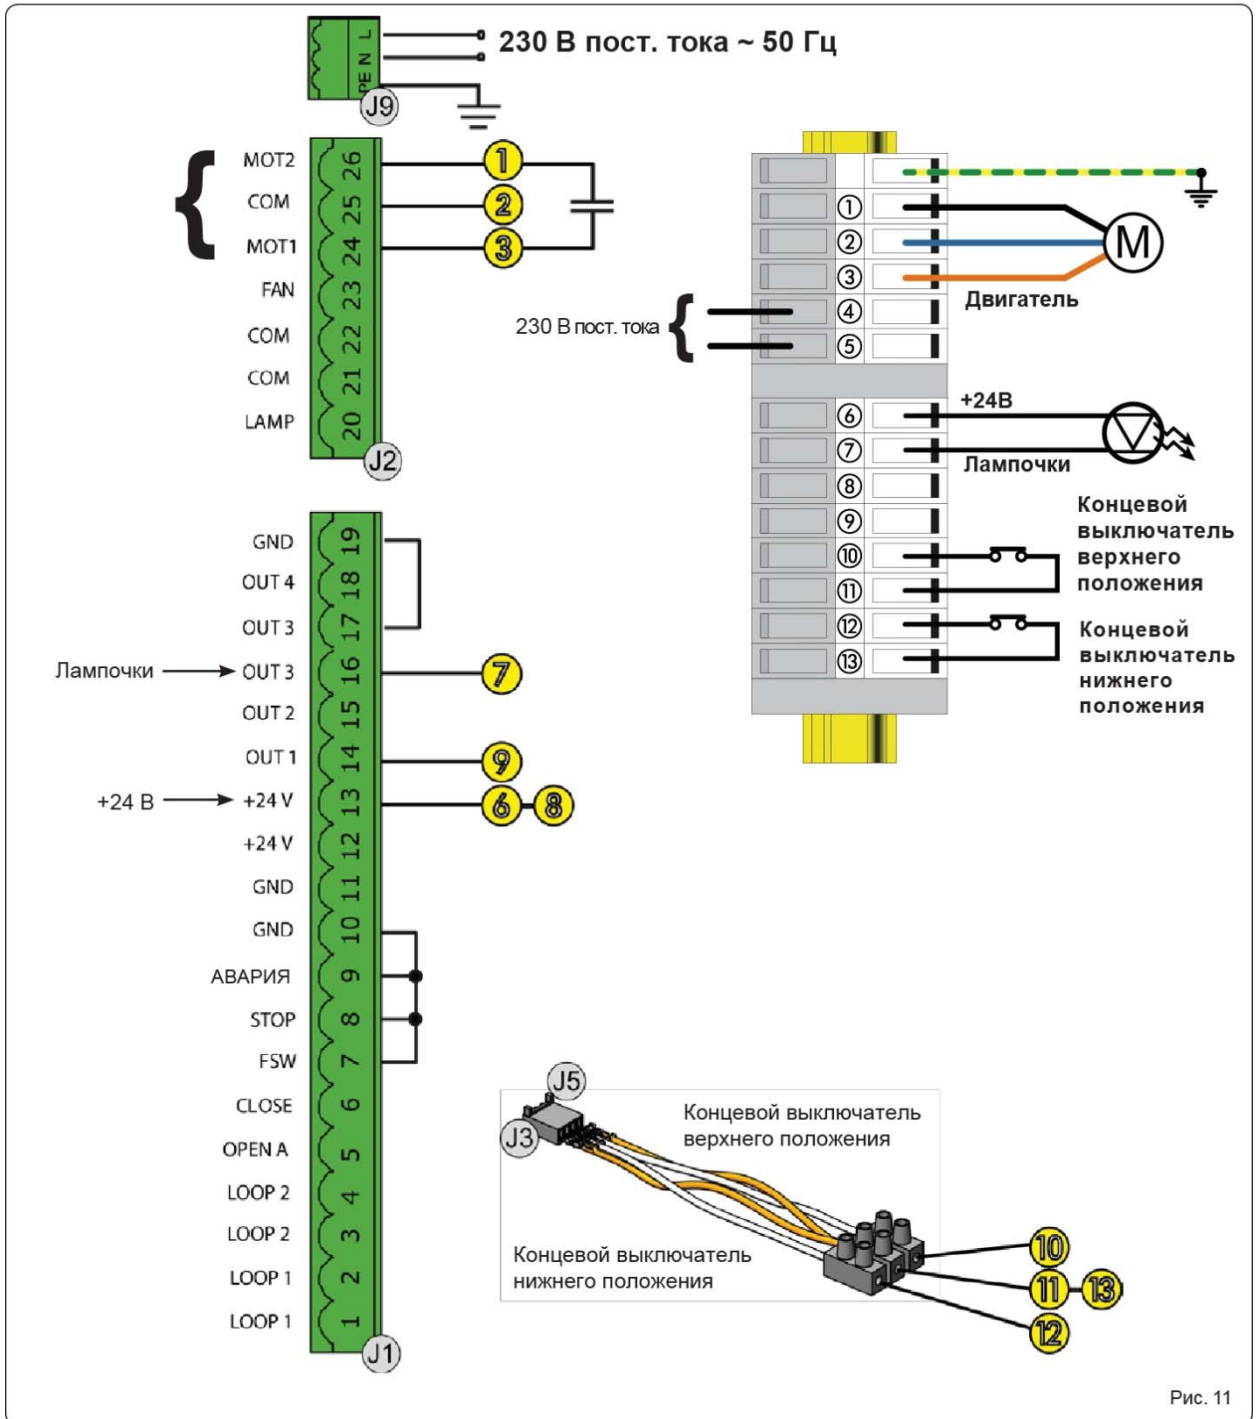 230 В пост. тока ~ 50 Гц
L
N
PE
J9
MOT2 26 1
COM 25 2
MOT1 24 3
FAN 23
COM 22
COM 21
LAMP 20
J2
1
2
3
4
5
M
Двигатель
230 В пост. тока
6
7
8
9
10
11
12
13
+24В
Лампочки
Концевой
выключатель
верхнего
положения
Концевой
выключатель
нижнего
положения
GND 19
OUT 4 18
OUT 3 17
Лампочки OUT 3 16 7
OUT 2 15
OUT 1 14 9
+24 В +24 V 13 6 8
+24 V 12
GND 11
GND 10
АВАРИЯ 9
STOP 8
FSW 7
CLOSE 6
OPEN A 5
LOOP 2 4
LOOP 2 3
LOOP 1 2
LOOP 1 1
J1
J5
J3
Концевой выключатель
верхнего положения
Концевой выключатель
нижнего положения
10
11 13
12
Рис. 11